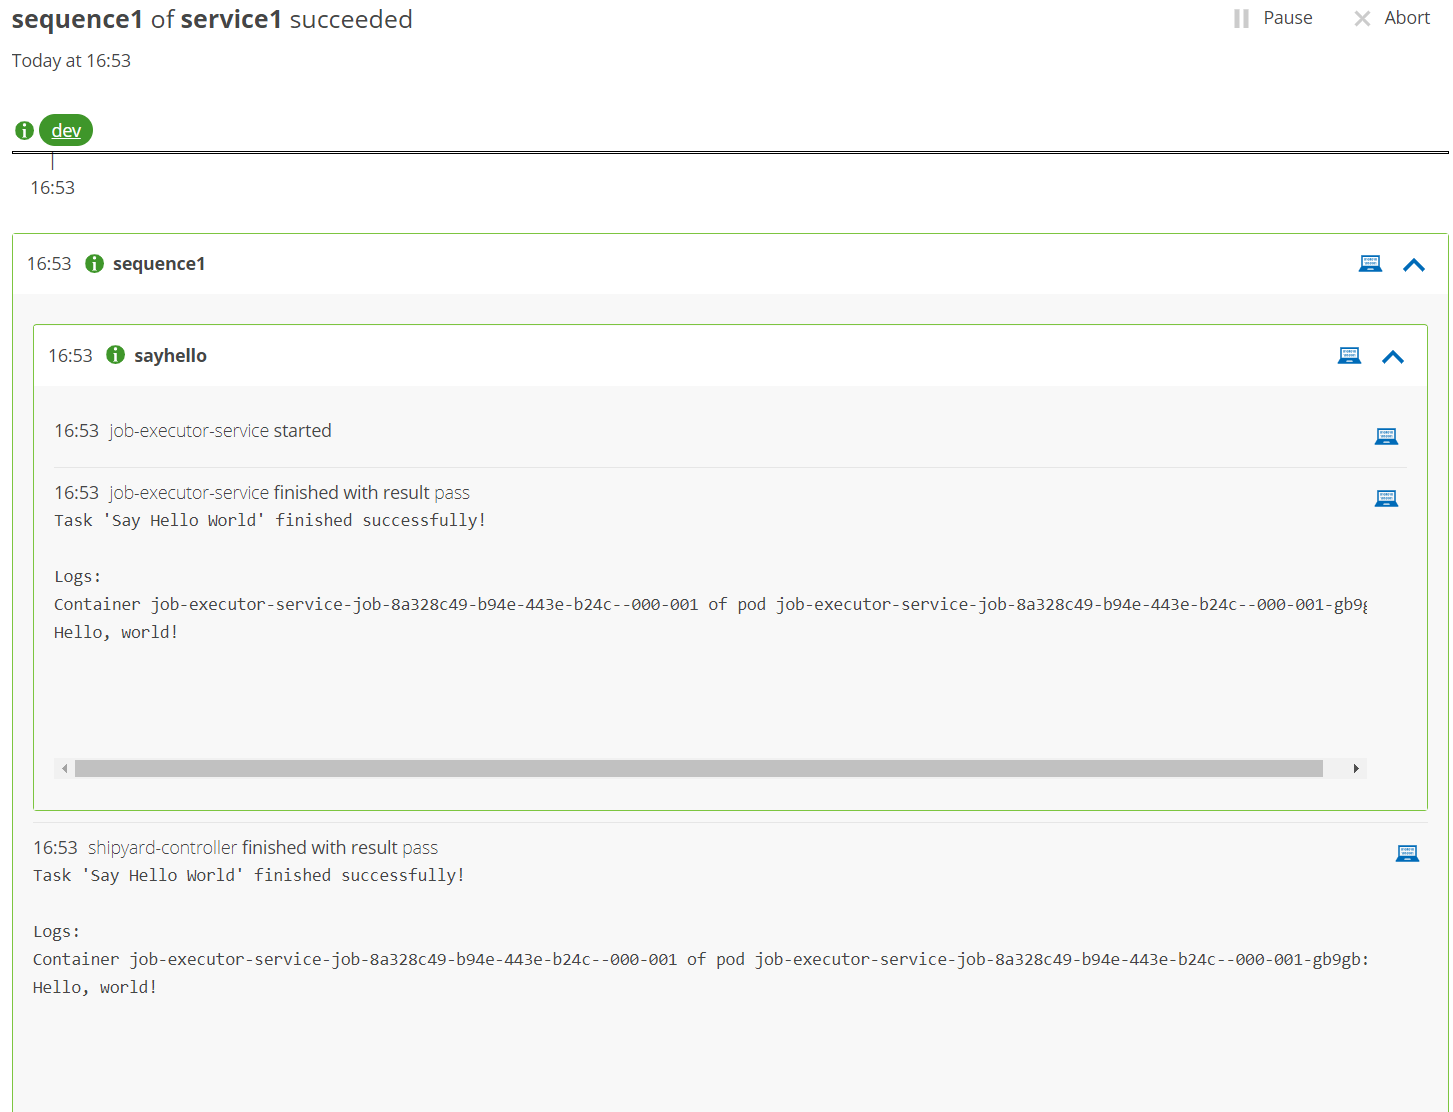 sequence1 of service1 succeeded
Pause
Abort
Today at 16:53
dev
16:53
16:53 sequence1
16:53 sayhello
16:53 job-executor-service started
16:53 job-executor-service finished with result pass
Task 'Say Hello World' finished successfully!
Logs:
Container job-executor-service-job-8a328c49-b94e-443e-b24c--000-001 of pod job-executor-service-job-8a328c49-b94e-443e-b24c--000-001-gb9g
Hello, world!
16:53 shipyard-controller finished with result pass
Task 'Say Hello World' finished successfully!
Logs:
Container job-executor-service-job-8a328c49-b94e-443e-b24c--000-001 of pod job-executor-service-job-8a328c49-b94e-443e-b24c--000-001-gb9gb:
Hello, world!